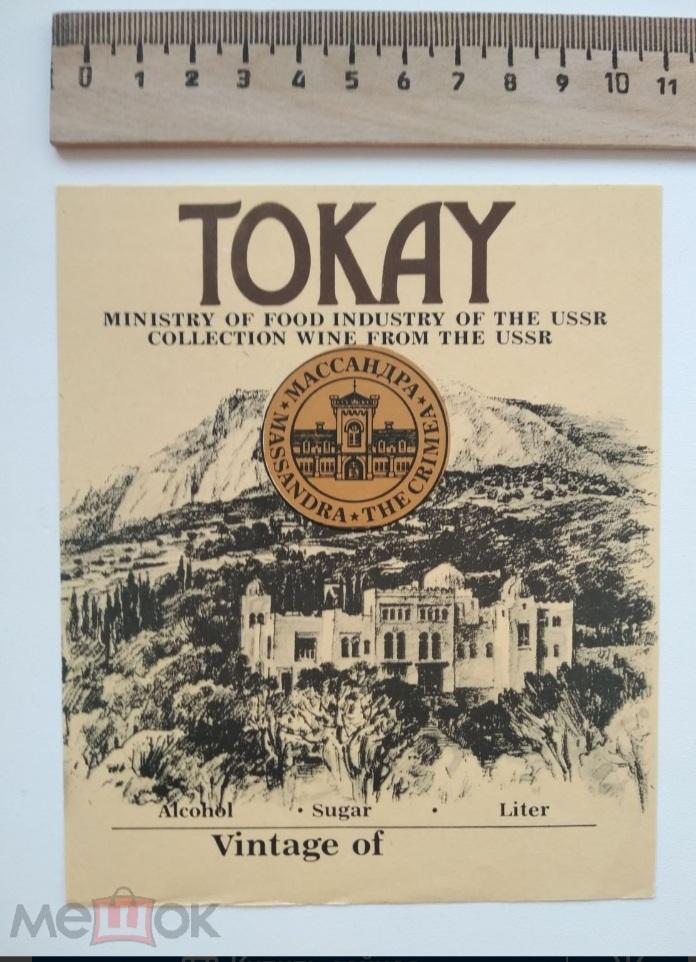 0 1 2 3 4 5 6 7 8 9 10 11
TOKAY
MINISTRY OF FOOD INDUSTRY OF THE USSR
COLLECTION WINE FROM THE USSR
★ МАССАНДРА ★
MASSANDRA ★ THE CRIMEA
Alcohol · Sugar · Liter
Vintage of
мешок